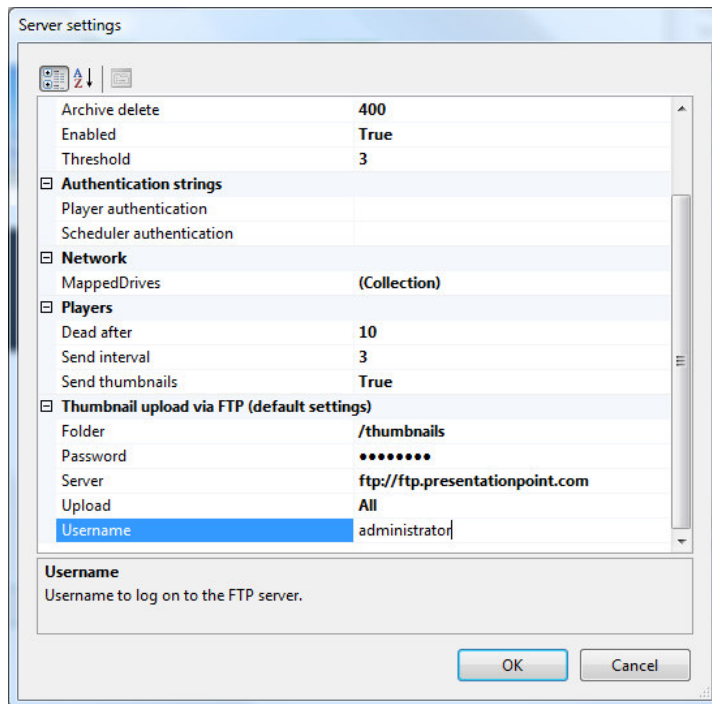 Server settings
Archive delete 400
Enabled True
Threshold 3
Authentication strings
Player authentication
Scheduler authentication
Network
MappedDrives (Collection)
Players
Dead after 10
Send interval 3
Send thumbnails True
Thumbnail upload via FTP (default settings)
Folder /thumbnails
Password ●●●●●●●●
Server ftp://ftp.presentationpoint.com
Upload All
Username administrator
Username
Username to log on to the FTP server.
OK Cancel